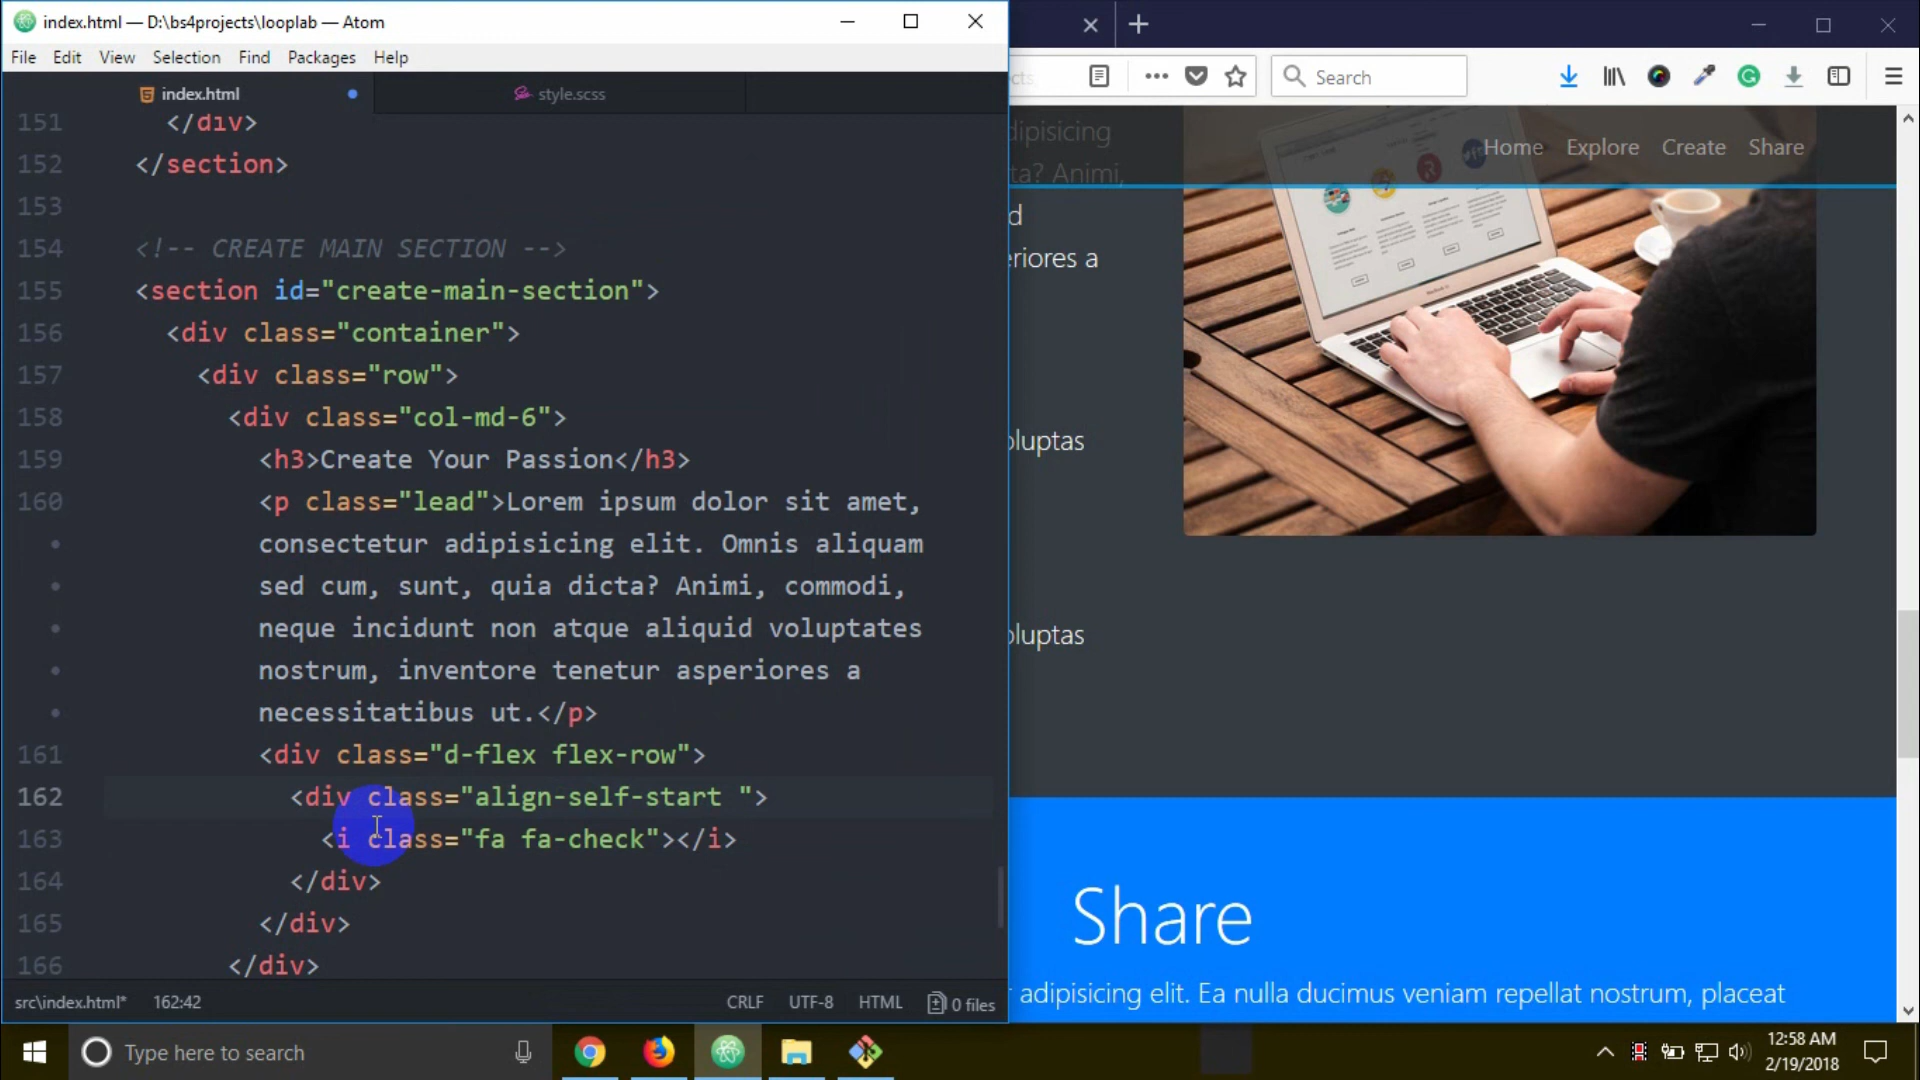 index.html — D:\bs4projects\looplab — Atom
File Edit View Selection Find Packages Help
index.html
style.scss
151 </div>
152 </section>
153
154 <!-- CREATE MAIN SECTION -->
155 <section id="create-main-section">
156 <div class="container">
157 <div class="row">
158 <div class="col-md-6">
159 <h3>Create Your Passion</h3>
160 <p class="lead">Lorem ipsum dolor sit amet,
consectetur adipisicing elit. Omnis aliquam
sed cum, sunt, quia dicta? Animi, commodi,
neque incidunt non atque aliquid voluptates
nostrum, inventore tenetur asperiores a
necessitatibus ut.</p>
161 <div class="d-flex flex-row">
162 <div class="align-self-start ">
163 <i class="fa fa-check"></i>
164 </div>
165 </div>
166 </div>
src\index.html* 162:42 CRLF UTF-8 HTML 0 files
Search
Home Explore Create Share
dipisicing
ta? Animi,
d
eriores a
oluptas
oluptas
Share
adipisicing elit. Ea nulla ducimus veniam repellat nostrum, placeat
Type here to search
12:58 AM
2/19/2018